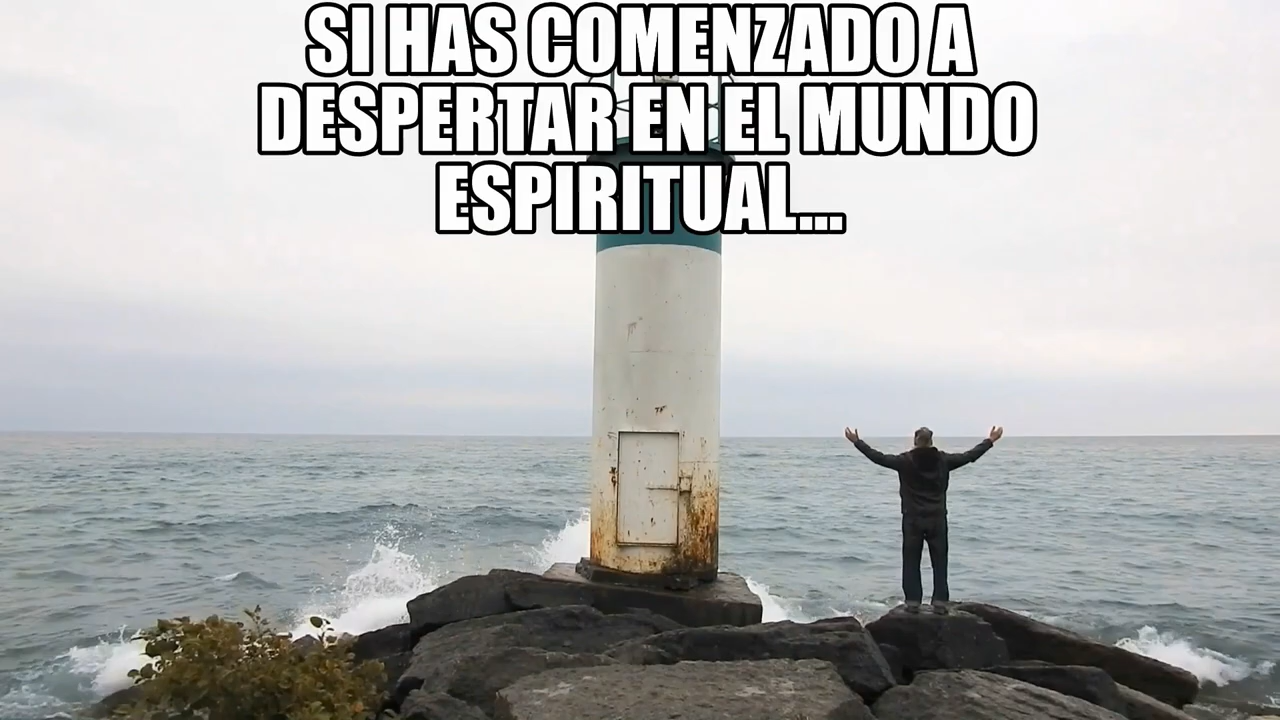 SI HAS COMENZADO A
DESPERTAR EN EL MUNDO
ESPIRITUAL...